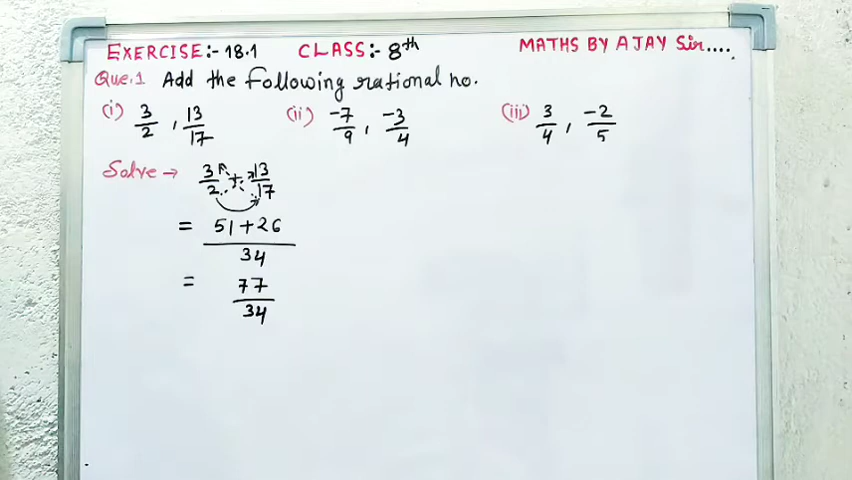 EXERCISE:- 18.1 CLASS:- 8th MATHS BY AJAY Sir....
Que.1 Add the following rational no.
(i) 3/2 , 13/17 (ii) -7/9 , -3/4 (iii) 3/4 , -2/5
Solve → 3/2 + 13/17
= 51+26/34
= 77/34